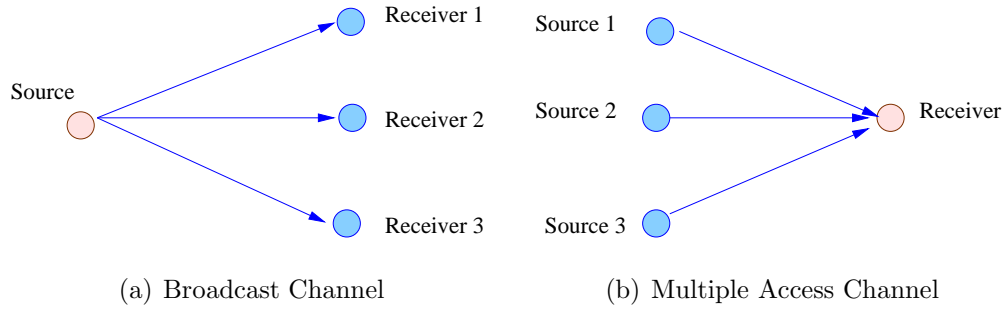 Source
Receiver 1
Receiver 2
Receiver 3
(a) Broadcast Channel
Source 1
Source 2
Source 3
Receiver
(b) Multiple Access Channel